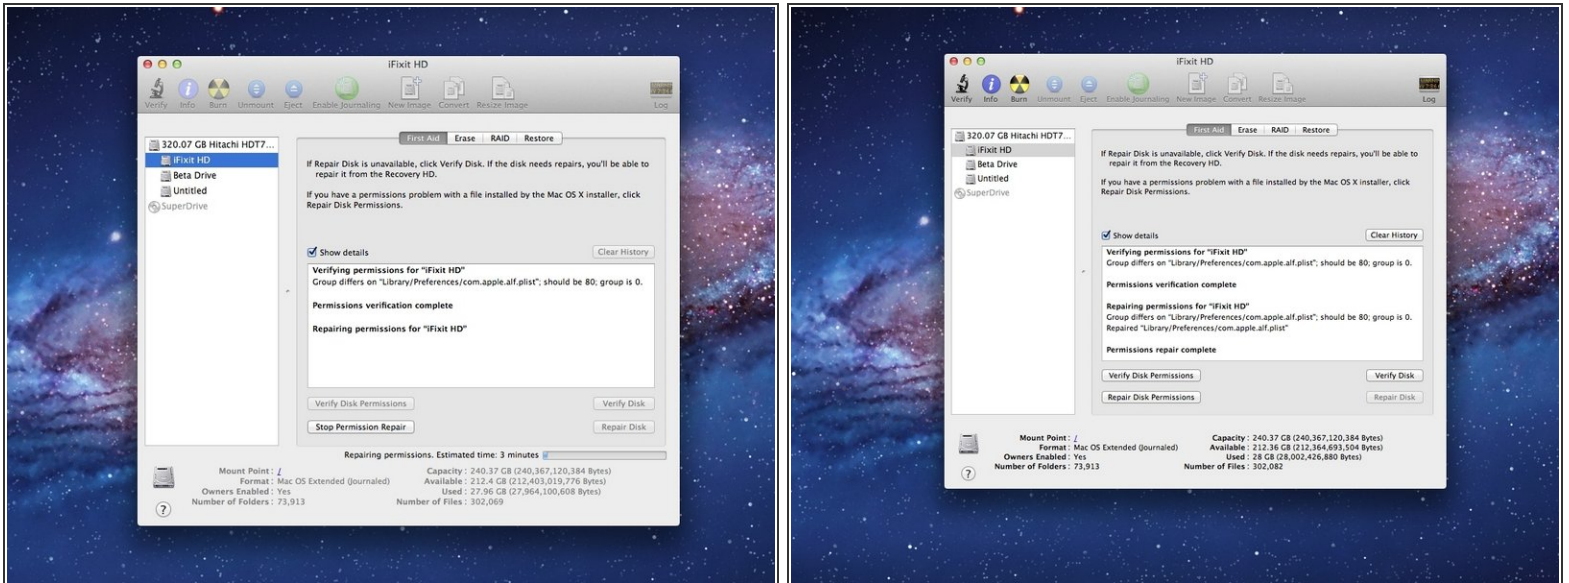 iFixit HD
Verify Info Burn Unmount Eject Enable Journaling New Image Convert Resize Image Log
320.07 GB Hitachi HDT7...
iFixit HD
Beta Drive
Untitled
SuperDrive
First Aid Erase RAID Restore
If Repair Disk is unavailable, click Verify Disk. If the disk needs repairs, you'll be able to
repair it from the Recovery HD.
If you have a permissions problem with a file installed by the Mac OS X installer, click
Repair Disk Permissions.
Show details Clear History
Verifying permissions for "iFixit HD"
Group differs on "Library/Preferences/com.apple.alf.plist"; should be 80; group is 0.
Permissions verification complete
Repairing permissions for "iFixit HD"
Verify Disk Permissions Verify Disk
Stop Permission Repair Repair Disk
Repairing permissions. Estimated time: 3 minutes
Mount Point : / Capacity : 240.37 GB (240,367,120,384 Bytes)
Format : Mac OS Extended (Journaled) Available : 212.4 GB (212,403,019,776 Bytes)
Owners Enabled : Yes Used : 27.96 GB (27,964,100,608 Bytes)
Number of Folders : 73,913 Number of Files : 302,069
?
iFixit HD
Verify Info Burn Unmount Eject Enable Journaling New Image Convert Resize Image Log
320.07 GB Hitachi HDT7...
iFixit HD
Beta Drive
Untitled
SuperDrive
First Aid Erase RAID Restore
If Repair Disk is unavailable, click Verify Disk. If the disk needs repairs, you'll be able to
repair it from the Recovery HD.
If you have a permissions problem with a file installed by the Mac OS X installer, click
Repair Disk Permissions.
Show details Clear History
Verifying permissions for "iFixit HD"
Group differs on "Library/Preferences/com.apple.alf.plist"; should be 80; group is 0.
Permissions verification complete
Repairing permissions for "iFixit HD"
Group differs on "Library/Preferences/com.apple.alf.plist"; should be 80; group is 0.
Repaired "Library/Preferences/com.apple.alf.plist"
Permissions repair complete
Verify Disk Permissions Verify Disk
Repair Disk Permissions Repair Disk
Mount Point : / Capacity : 240.37 GB (240,367,120,384 Bytes)
Format : Mac OS Extended (Journaled) Available : 212.36 GB (212,364,693,504 Bytes)
Owners Enabled : Yes Used : 28 GB (28,002,426,880 Bytes)
Number of Folders : 73,913 Number of Files : 302,082
?